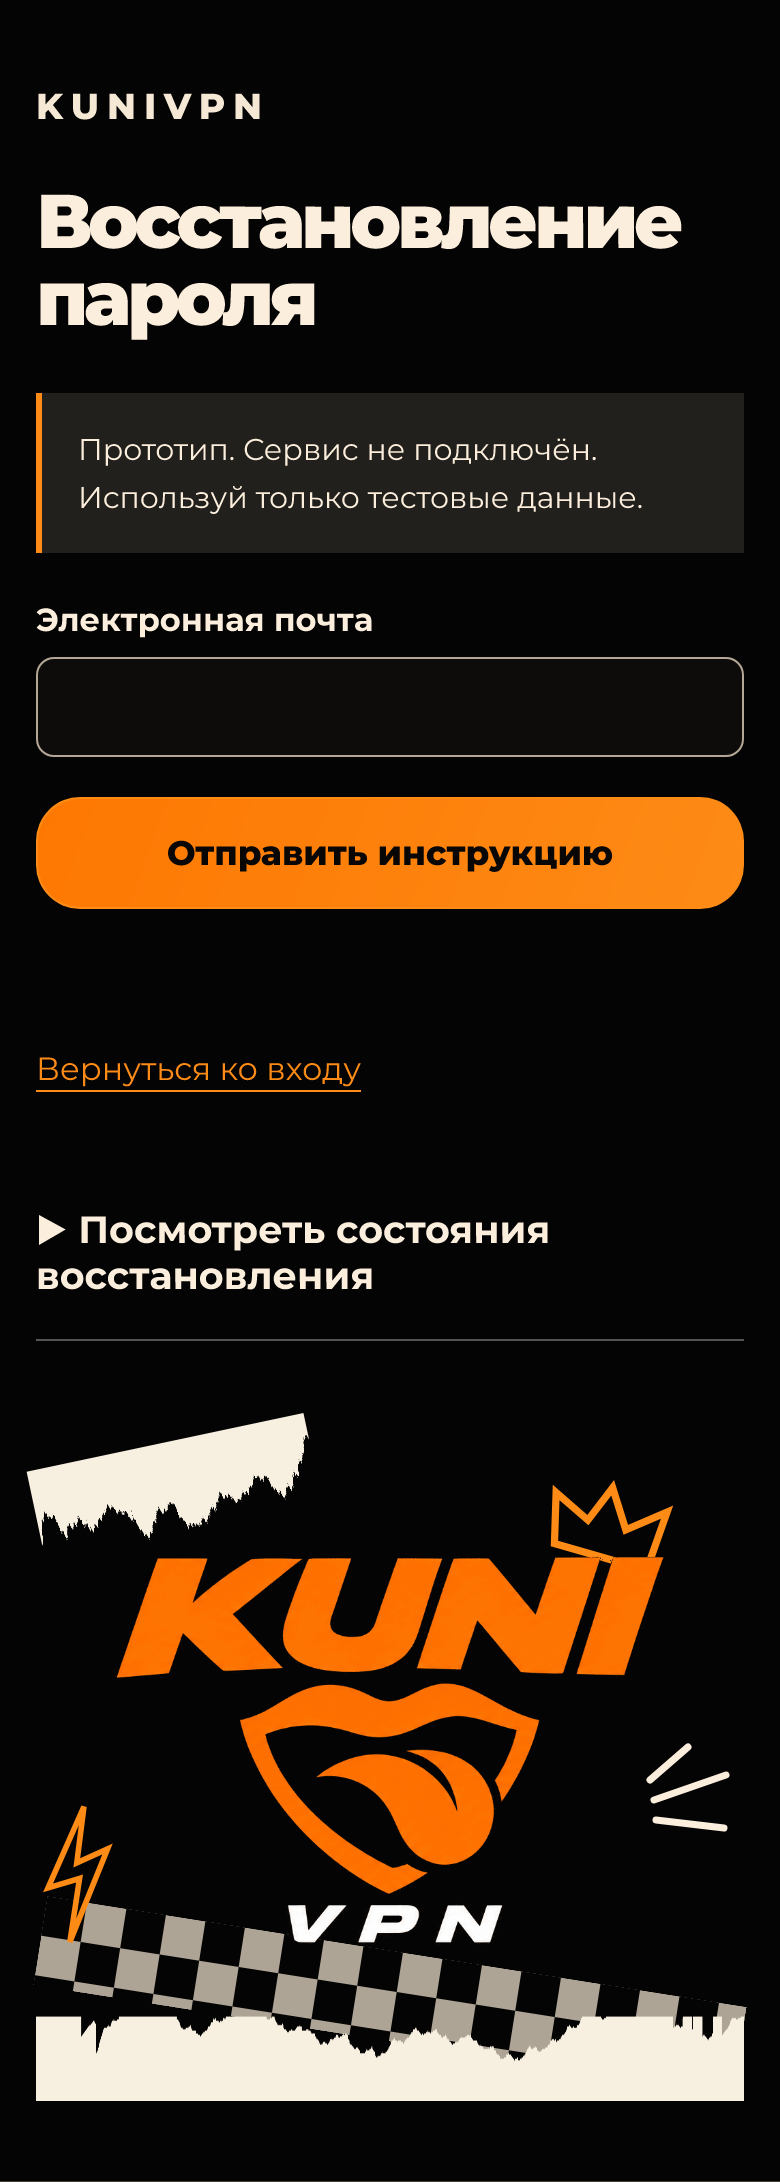 KUNIVPN
Восстановление
пароля
Прототип. Сервис не подключён.
Используй только тестовые данные.
Электронная почта
Отправить инструкцию
Вернуться ко входу
▶ Посмотреть состояния
восстановления
KUNI
VPN